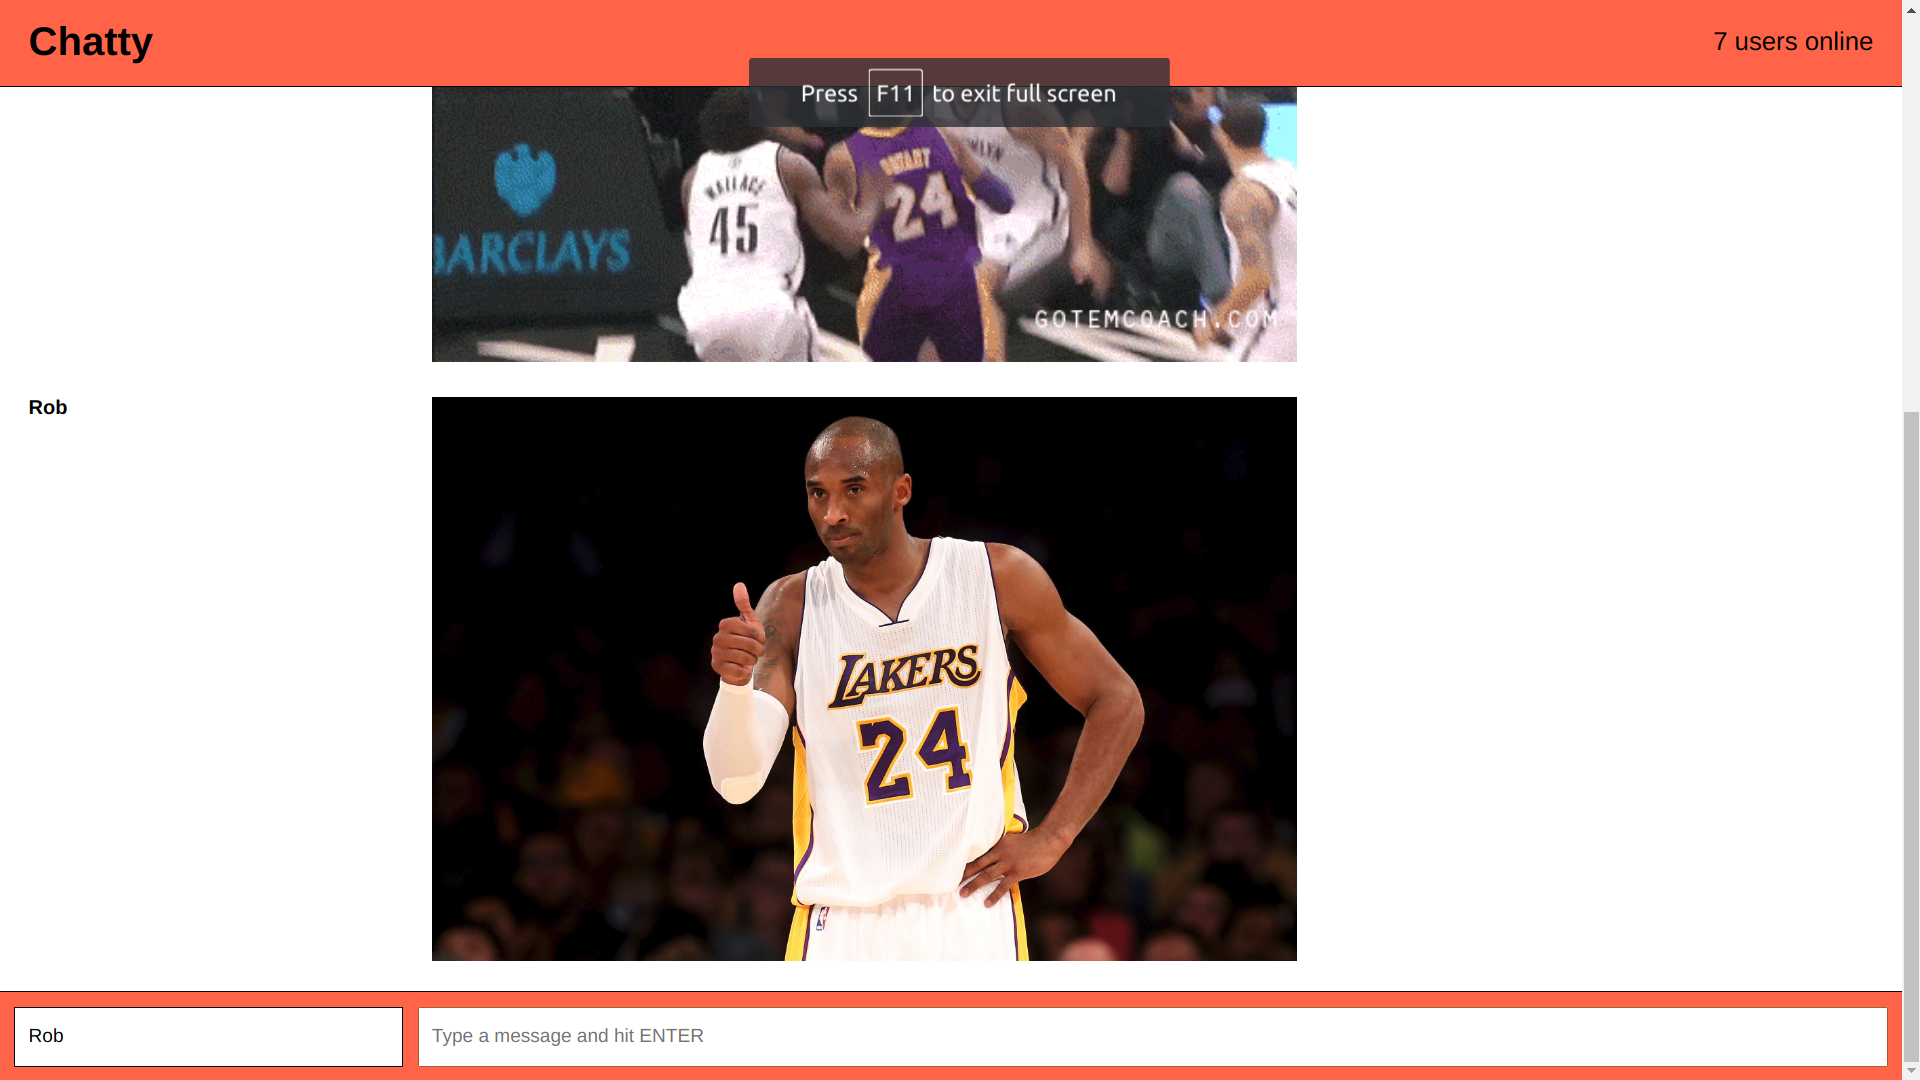 Chatty
7 users online
Press F11 to exit full screen
BRYANT
24
WALLACE
45
BARCLAYS
GOTEMCOACH.COM
Rob
LAKERS
24
Rob
Type a message and hit ENTER